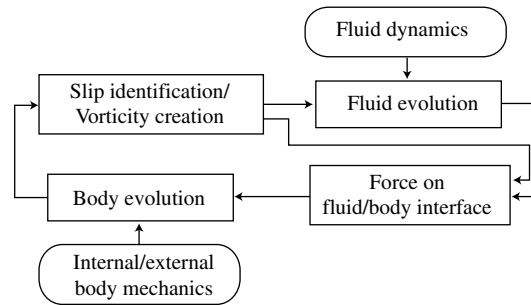 Fluid dynamics
Slip identification/
Vorticity creation
Fluid evolution
Body evolution
Force on
fluid/body interface
Internal/external
body mechanics